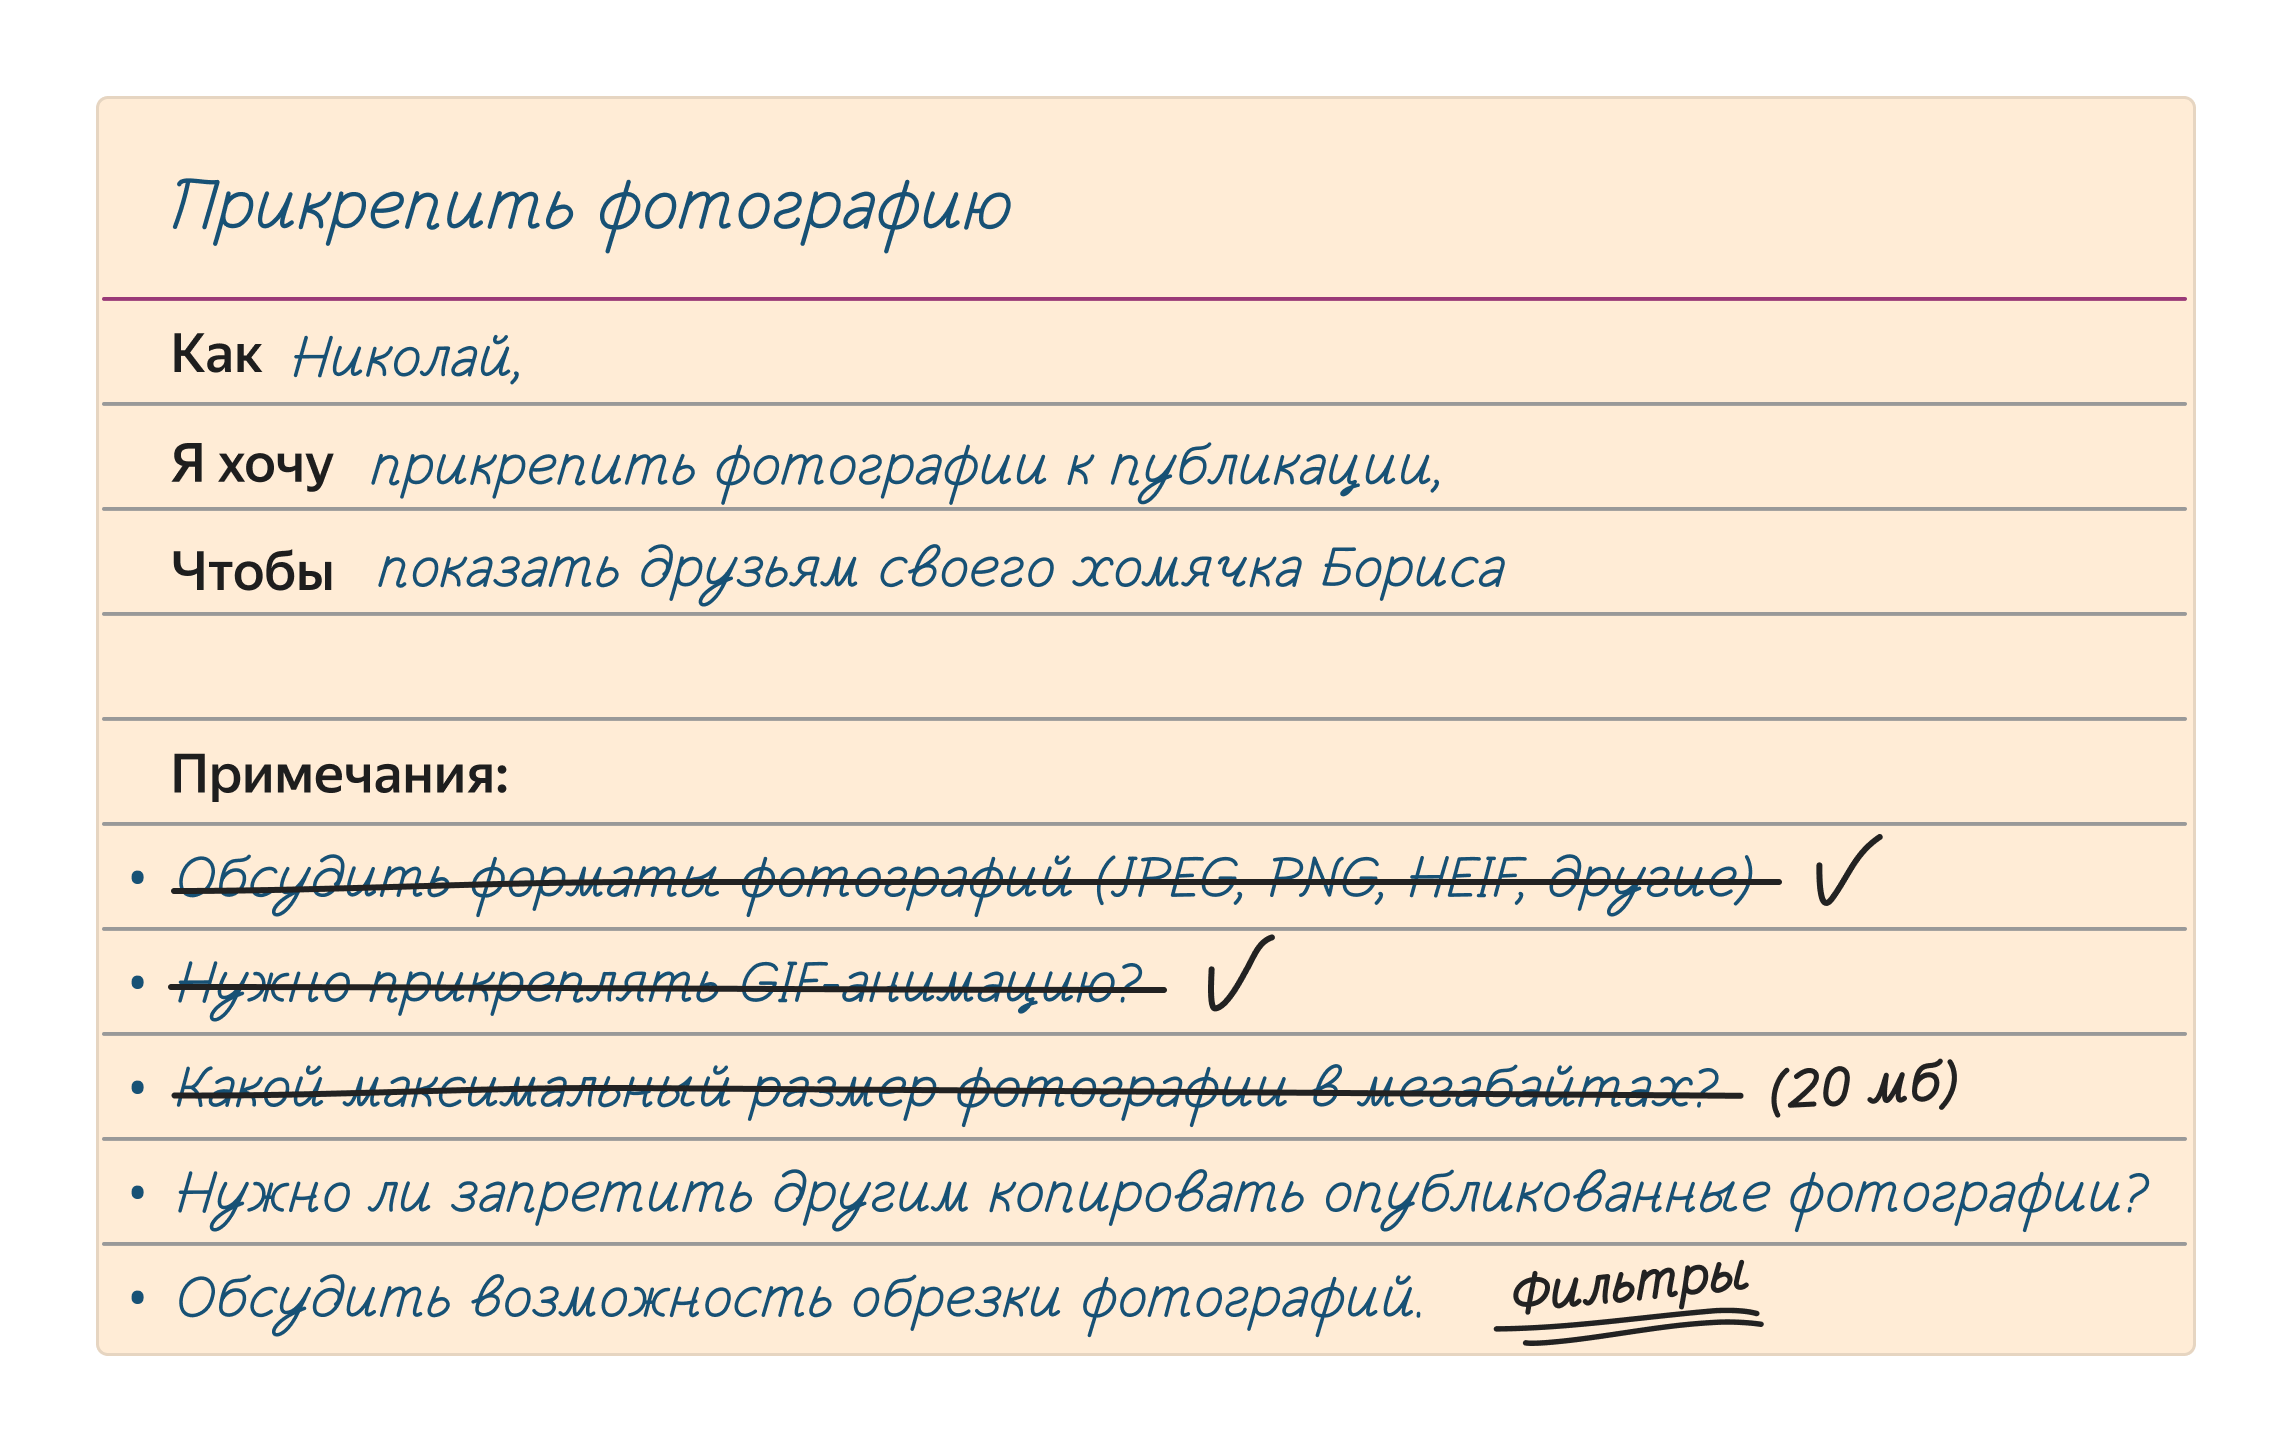 Прикрепить фотографию
Как Николай,
Я хочу прикрепить фотографии к публикации,
Чтобы показать друзьям своего хомячка Бориса
Примечания:
• Обсудить форматы фотографий (JPEG, PNG, HEIF, другие) ✓
• Нужно прикреплять GIF-анимацию? ✓
• Какой максимальный размер фотографии в мегабайтах? (20 мб)
• Нужно ли запретить другим копировать опубликованные фотографии?
• Обсудить возможность обрезки фотографий. фильтры